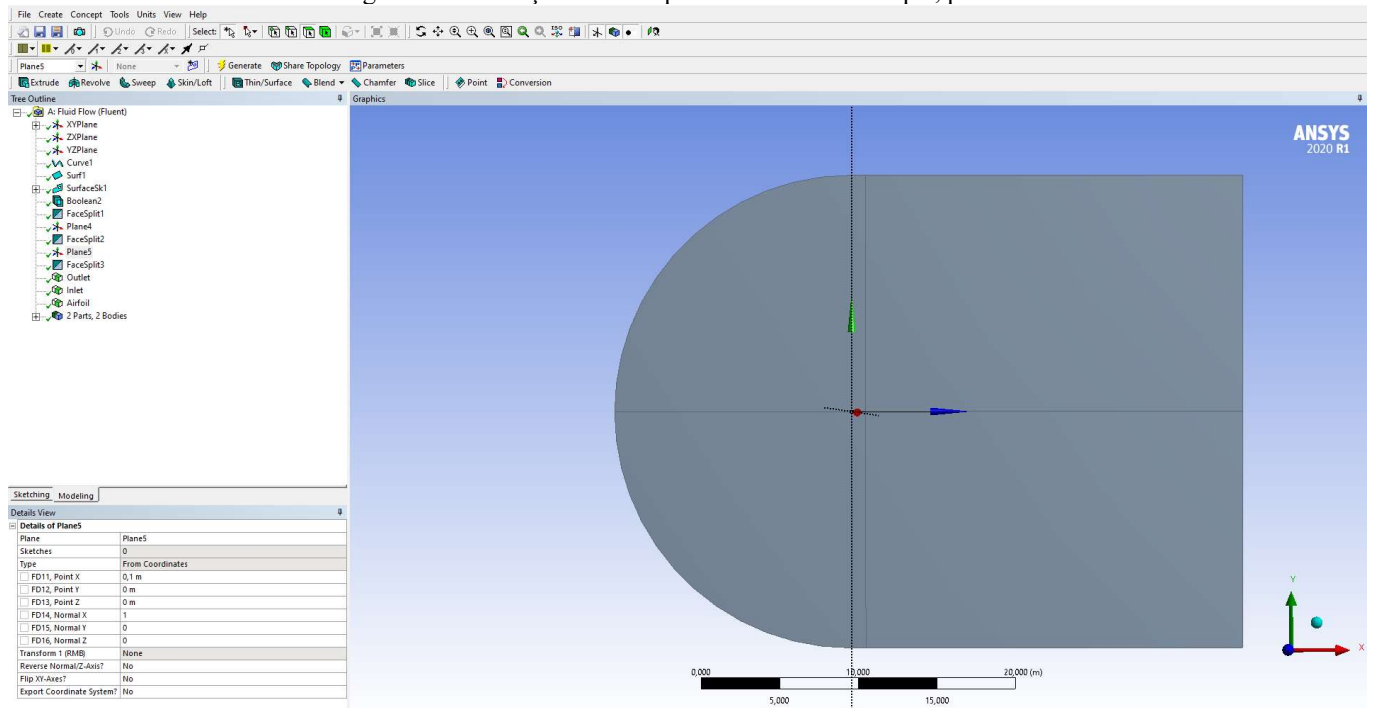 File Create Concept Tools Units View Help
Undo Redo Select:
Plane5 None Generate Share Topology Parameters
Extrude Revolve Sweep Skin/Loft Thin/Surface Blend Chamfer Slice Point Conversion
Tree Outline
Graphics
A: Fluid Flow (Fluent)
XYPlane
ZXPlane
YZPlane
Curve1
Surf1
SurfaceSk1
Boolean2
FaceSplit1
Plane4
FaceSplit2
Plane5
FaceSplit3
Outlet
Inlet
Airfoil
2 Parts, 2 Bodies
ANSYS
2020 R1
Sketching Modeling
Details View
Details of Plane5
Plane Plane5
Sketches 0
Type From Coordinates
FD11, Point X 0,1 m
FD12, Point Y 0 m
FD13, Point Z 0 m
FD14, Normal X 1
FD15, Normal Y 0
FD16, Normal Z 0
Transform 1 (RMB) None
Reverse Normal/Z-Axis? No
Flip XY-Axes? No
Export Coordinate System? No
0,000 10,000 20,000 (m)
5,000 15,000
Y
X